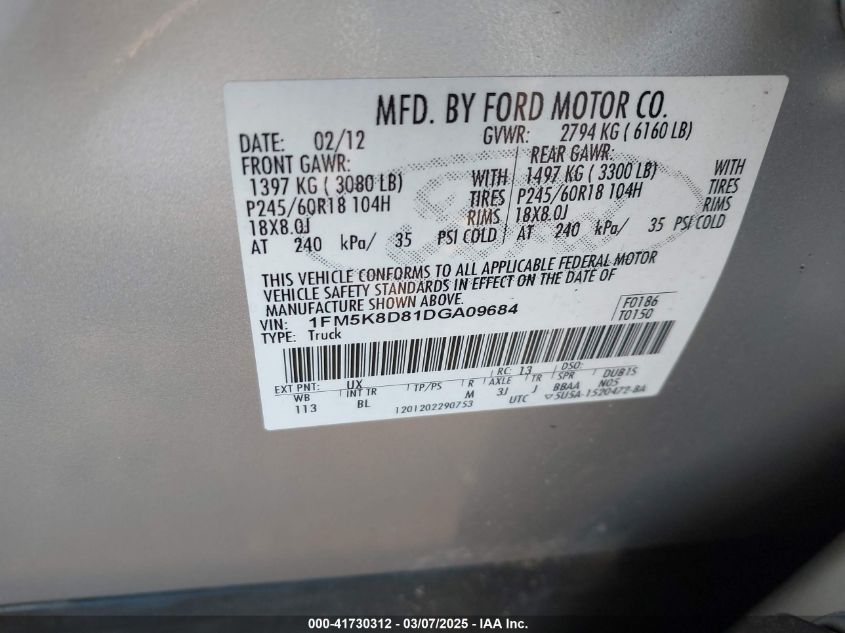 MFD. BY FORD MOTOR CO.
DATE: 02/12 GVWR: 2794 KG ( 6160 LB)
FRONT GAWR: REAR GAWR:
1397 KG ( 3080 LB) WITH 1497 KG ( 3300 LB) WITH
P245/60R18 104H TIRES P245/60R18 104H TIRES
18X8.0J RIMS 18X8.0J RIMS
AT 240 kPa/ 35 PSI COLD AT 240 kPa/ 35 PSI COLD
THIS VEHICLE CONFORMS TO ALL APPLICABLE FEDERAL MOTOR
VEHICLE SAFETY STANDARDS IN EFFECT ON THE DATE OF
MANUFACTURE SHOWN ABOVE.
VIN: 1FM5K8D81DGA09684 F0186
TYPE: Truck T0150
EXT PNT: UX RC: 13 DSO:
WB INT TR TP/PS R AXLE TR SPR DUB1S
113 BL M 3J J BBAA N05
1201202290753 UTC 5U5A-1520472-BA
000-41730312 - 03/07/2025 - IAA Inc.